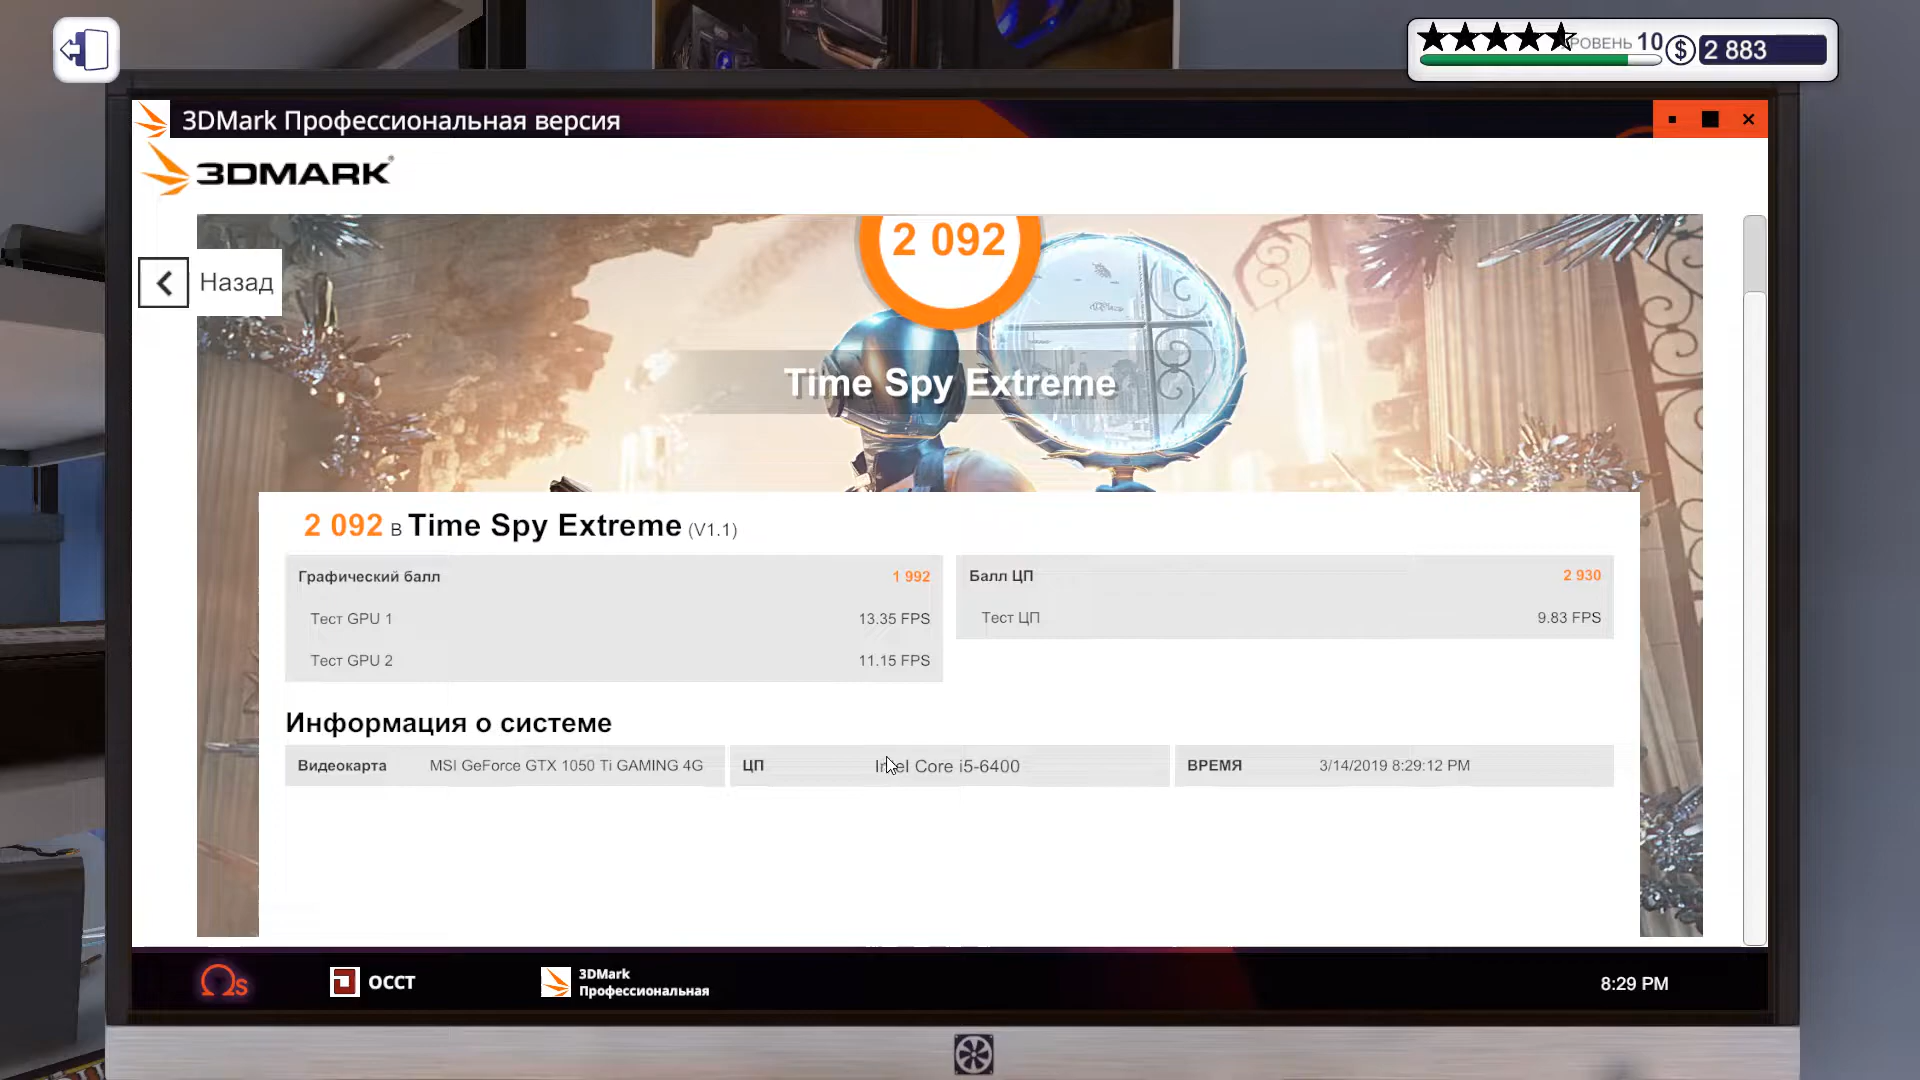 РОВЕНЬ 10
2 883
3DMark Профессиональная версия
3DMARK
2 092
Назад
Time Spy Extreme
2 092 в Time Spy Extreme (V1.1)
Графический балл 1 992
Балл ЦП 2 930
Тест GPU 1 13.35 FPS
Тест ЦП 9.83 FPS
Тест GPU 2 11.15 FPS
Информация о системе
Видеокарта MSI GeForce GTX 1050 Ti GAMING 4G
ЦП Intel Core i5-6400
ВРЕМЯ 3/14/2019 8:29:12 PM
Ωs
OCCT
3DMark
Профессиональная
8:29 PM